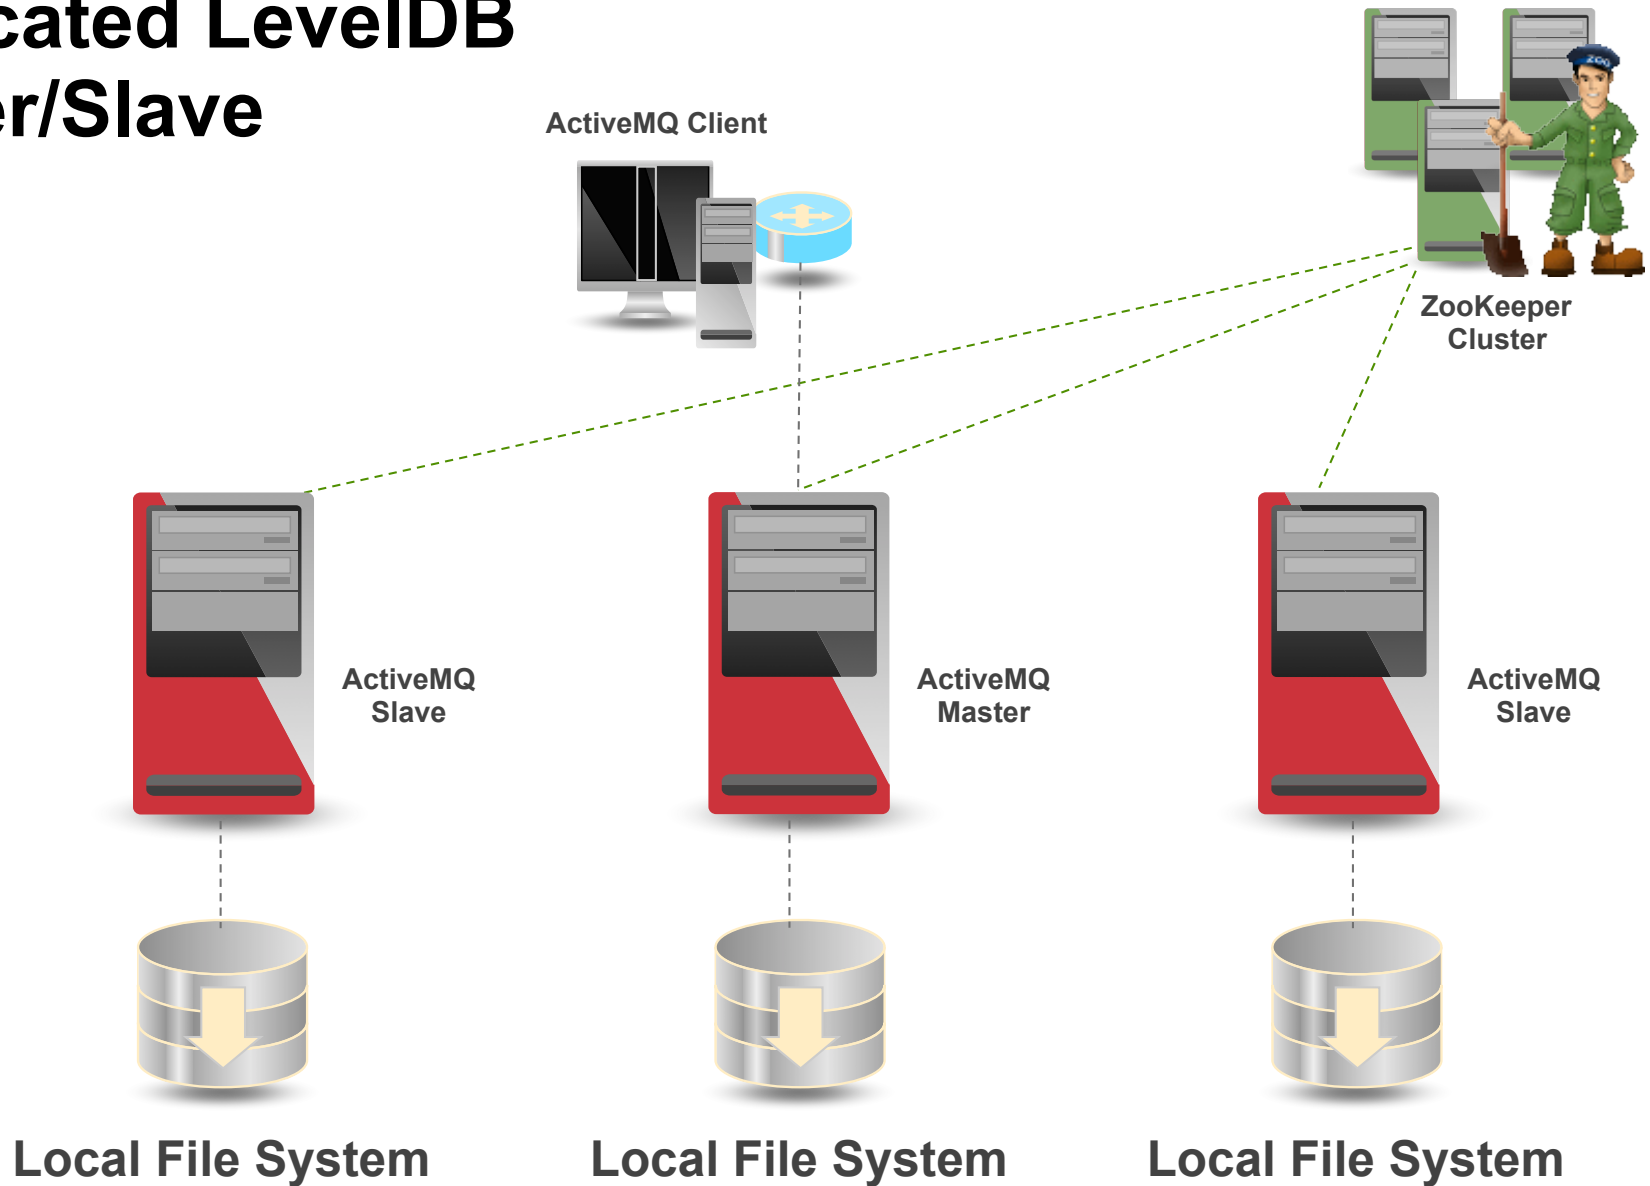 cated LevelDB
er/Slave
ActiveMQ Client
ZOO
ZooKeeper
Cluster
ActiveMQ
Slave
ActiveMQ
Master
ActiveMQ
Slave
Local File System
Local File System
Local File System